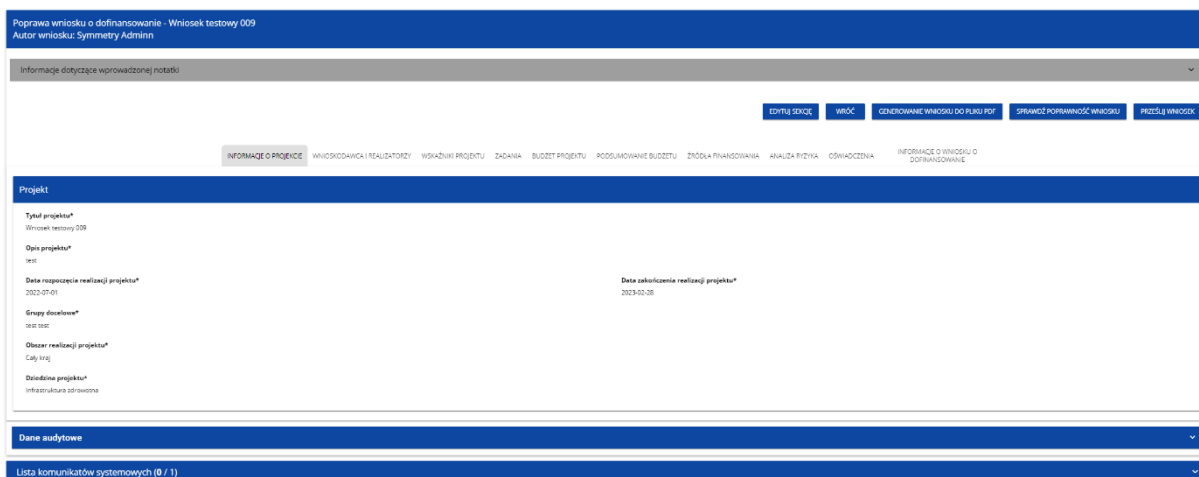 Poprawa wniosku o dofinansowanie - Wniosek testowy 009
Autor wniosku: Symmetry Adminn
Informacje dotyczące wprowadzonej notatki
EDYTUJ SEKCJĘ WRÓĆ GENEROWANIE WNIOSKU DO PLIKU PDF SPRAWDŹ POPRAWNOŚĆ WNIOSKU PRZEŚLIJ WNIOSEK
INFORMACJE O PROJEKCIE WNIOSKODAWCA I REALIZATORZY WSKAŹNIKI PROJEKTU ZADANIA BUDŻET PROJEKTU PODSUMOWANIE BUDŻETU ŹRÓDŁA FINANSOWANIA ANALIZA RYZYKA OŚWIADCZENIA INFORMACJE O WNIOSKU O
DOFINANSOWANIE
Projekt
Tytuł projektu*
Wniosek testowy 009
Opis projektu*
test
Data rozpoczęcia realizacji projektu* Data zakończenia realizacji projektu*
2022-07-01 2023-02-28
Grupy docelowe*
test test
Obszar realizacji projektu*
Cały kraj
Dziedzina projektu*
Infrastruktura zdrowotna
Dane audytowe
Lista komunikatów systemowych (0 / 1)